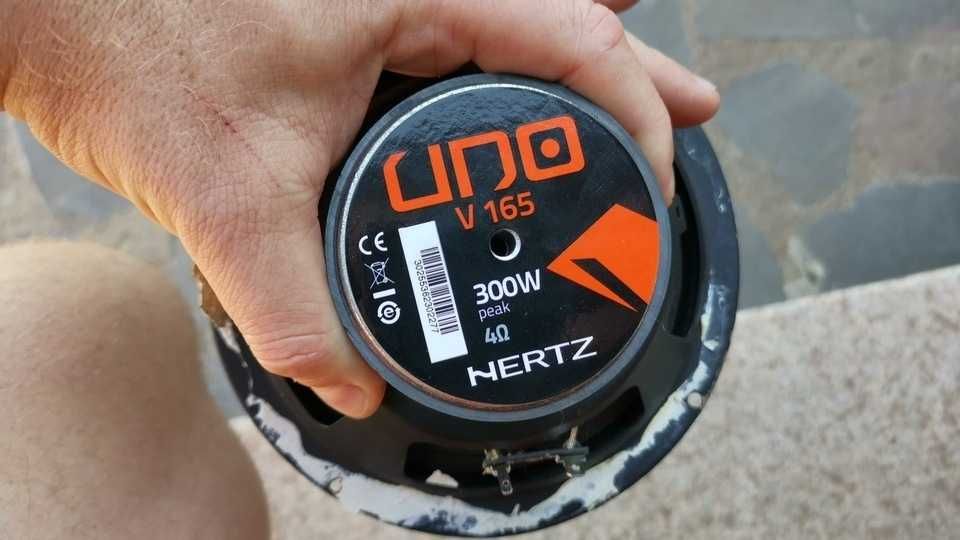 UNO
V 165
CE
300W
peak
4Ω
HERTZ